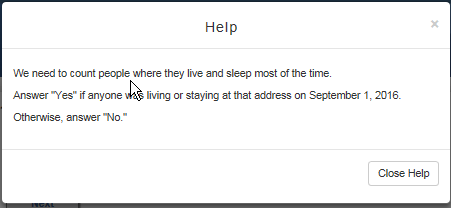 Help
×
We need to count people where they live and sleep most of the time.
Answer "Yes" if anyone was living or staying at that address on September 1, 2016.
Otherwise, answer "No."
Close Help
Next